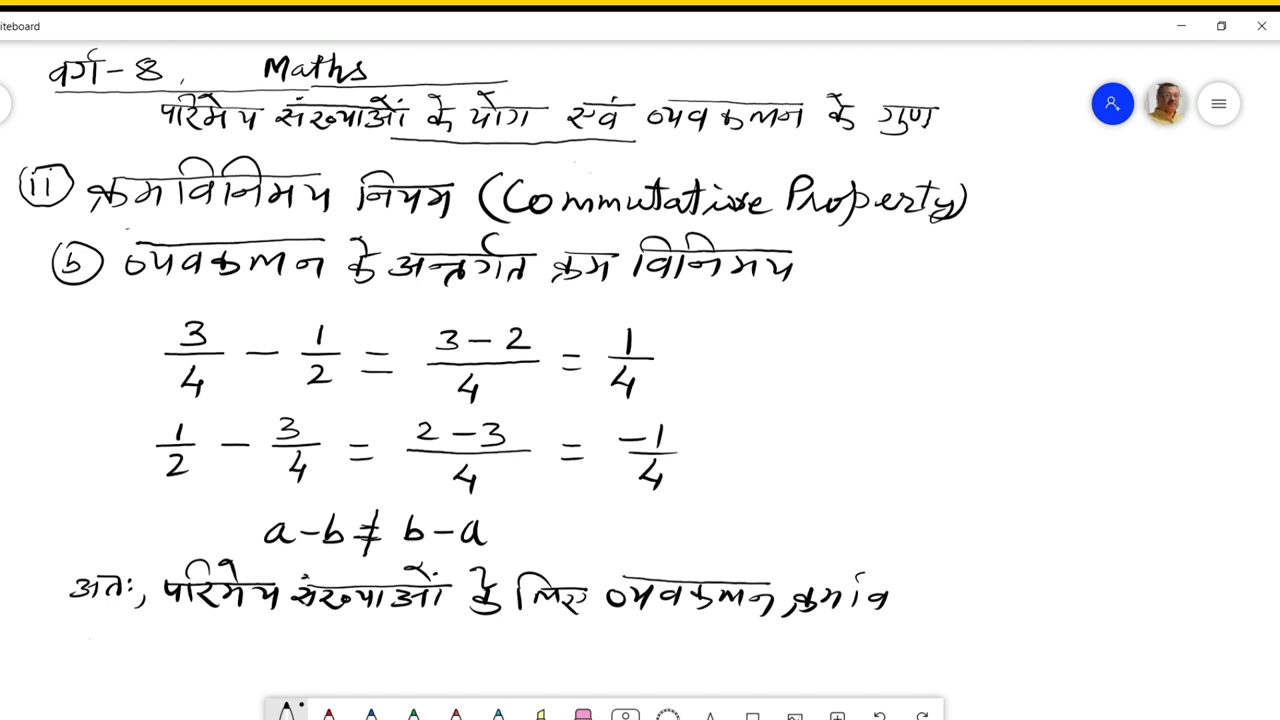 iteboard
वर्ग-8, Maths
परिमेय संख्याओं के योग एवं व्यवकलन के गुण
(ii) क्रमविनिमय नियम (Commutative Property)
(b) व्यवकलन के अन्तर्गत क्रम विनिमय
3/4 - 1/2 = 3-2/4 = 1/4
1/2 - 3/4 = 2-3/4 = -1/4
a-b ≠ b-a
अतः, परिमेय संख्याओं के लिए व्यवकलन क्रमांव